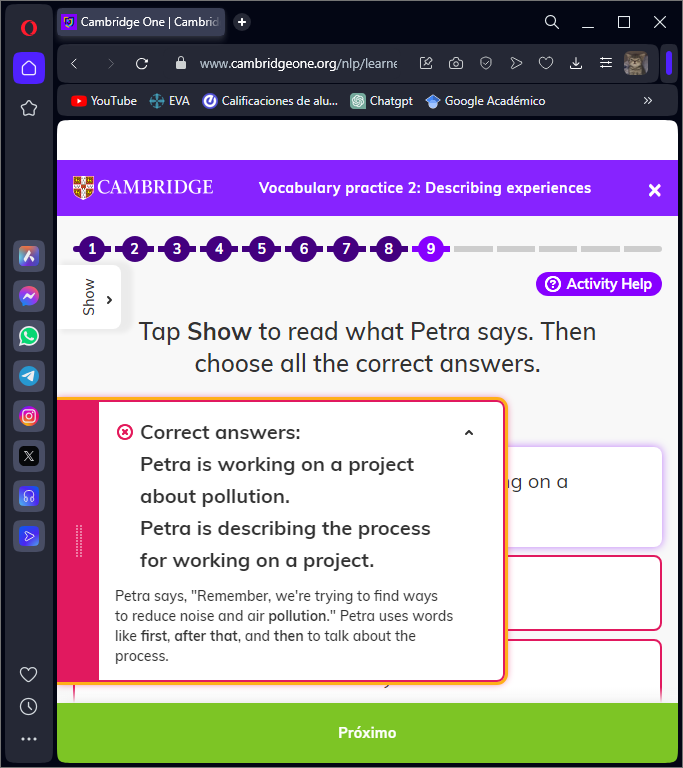 Cambridge One | Cambrid
www.cambridgeone.org/nlp/learne
YouTube
EVA
Calificaciones de alu...
Chatgpt
Google Académico
CAMBRIDGE
Vocabulary practice 2: Describing experiences
1 2 3 4 5 6 7 8 9
Show
Activity Help
Tap Show to read what Petra says. Then
choose all the correct answers.
Correct answers:
Petra is working on a project
about pollution.
Petra is describing the process
for working on a project.
Petra says, "Remember, we're trying to find ways
to reduce noise and air pollution." Petra uses words
like first, after that, and then to talk about the
process.
on a
Próximo